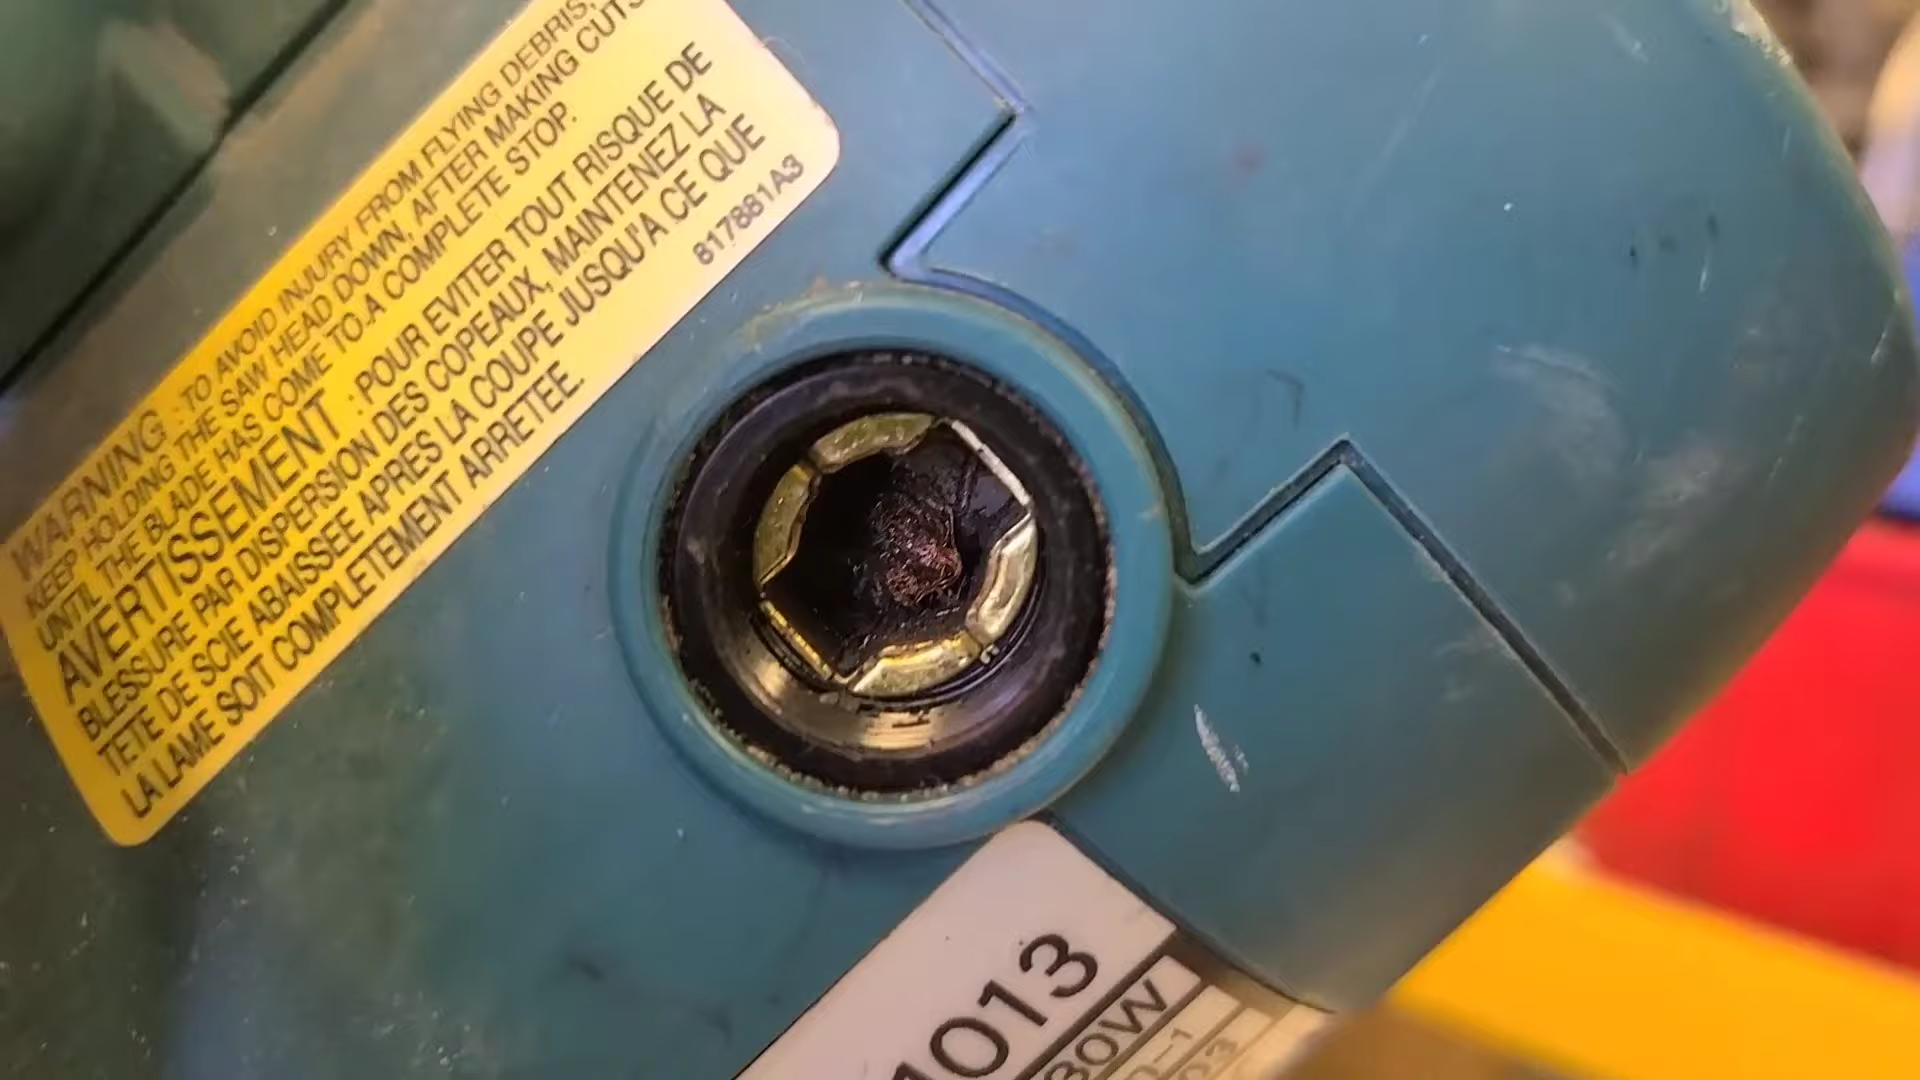 WARNING : TO AVOID INJURY FROM FLYING DEBRIS,
KEEP HOLDING THE SAW HEAD DOWN, AFTER MAKING CUTS
UNTIL THE BLADE HAS COME TO A COMPLETE STOP.
AVERTISSEMENT : POUR EVITER TOUT RISQUE DE
BLESSURE PAR DISPERSION DES COPEAUX, MAINTENEZ LA
TETE DE SCIE ABAISSEE APRES LA COUPE JUSQU'A CE QUE
LA LAME SOIT COMPLETEMENT ARRETEE.
817881A3
1013
80W